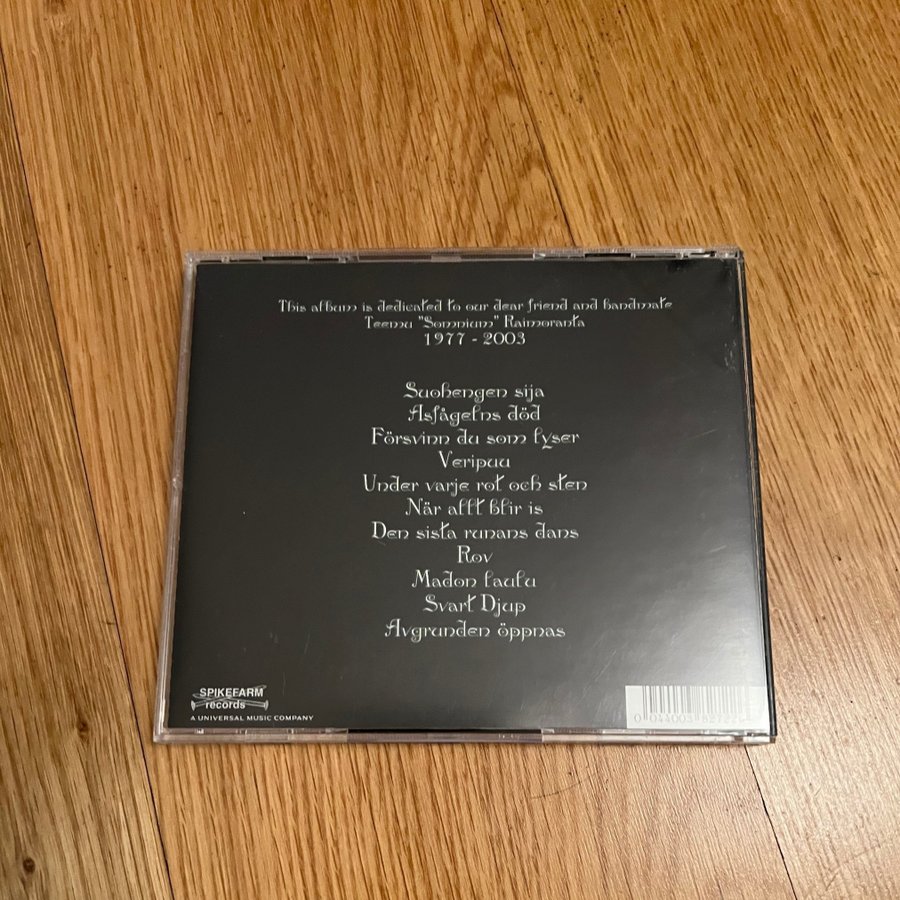 This album is dedicated to our dear friend and bandmate
Teemu "Somnium" Raimoranta
1977 - 2003
Suohengen sija
Asfågelns död
Försvinn du som lyser
Veripuu
Under varje rot och sten
När allt blir is
Den sista runans dans
Rov
Madon laulu
Svart Djup
Avgrunden öppnas
SPIKEFARM
records
A UNIVERSAL MUSIC COMPANY